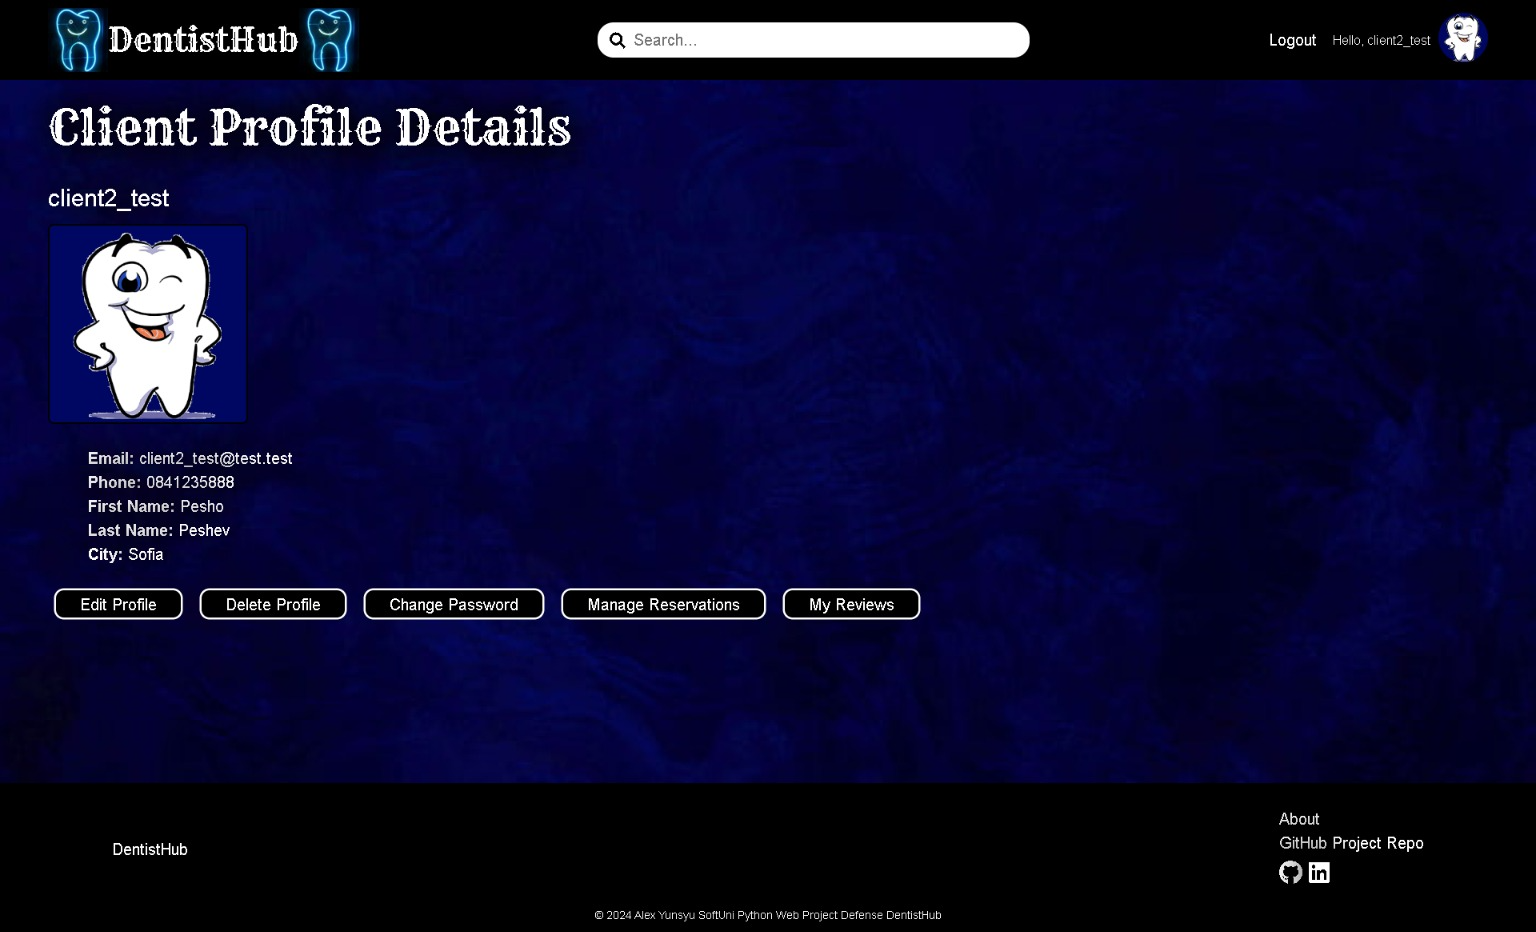 DentistHub
Search...
Logout
Hello, client2_test
Client Profile Details
client2_test
Email: client2_test@test.test
Phone: 0841235888
First Name: Pesho
Last Name: Peshev
City: Sofia
Edit Profile
Delete Profile
Change Password
Manage Reservations
My Reviews
DentistHub
About
GitHub Project Repo
in
© 2024 Alex Yunsyu SoftUni Python Web Project Defense DentistHub